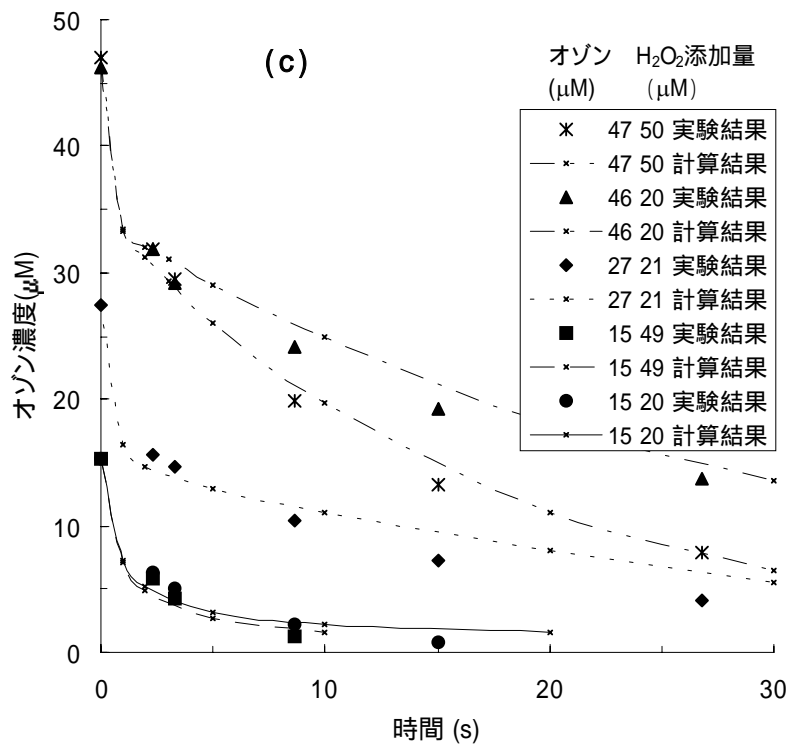 (c)
オゾン H₂O₂添加量
(μM) (μM)
47 50 実験結果
47 50 計算結果
46 20 実験結果
46 20 計算結果
27 21 実験結果
27 21 計算結果
15 49 実験結果
15 49 計算結果
15 20 実験結果
15 20 計算結果
オゾン濃度(μM)
50
40
30
20
10
0
0 10 20 30
時間 (s)